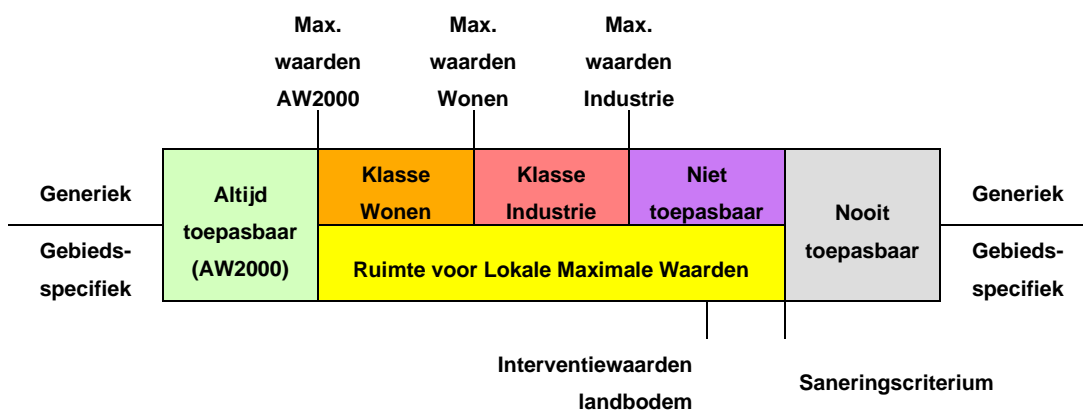 Max.
waarden
AW2000
Max.
waarden
Wonen
Max.
waarden
Industrie
Generiek
Gebieds-
specifiek
Altijd
toepasbaar
(AW2000)
Klasse
Wonen
Klasse
Industrie
Niet
toepasbaar
Ruimte voor Lokale Maximale Waarden
Nooit
toepasbaar
Generiek
Gebieds-
specifiek
Interventiewaarden
landbodem
Saneringscriterium